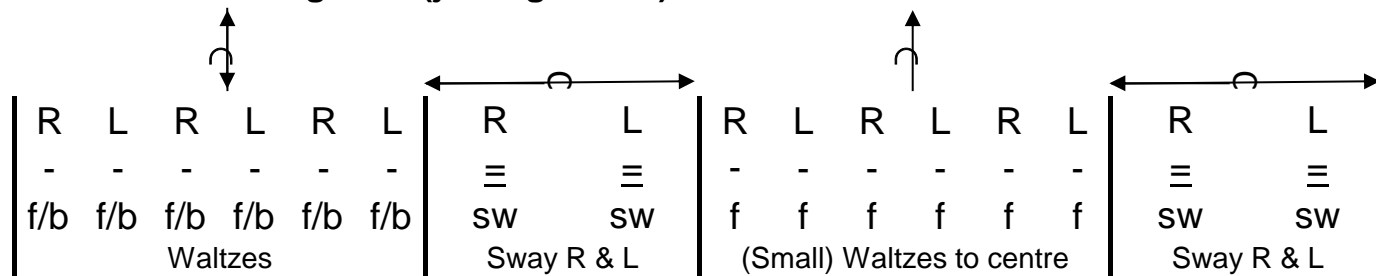 R L R L R L R L R L R L R L R L
- - - - - - ≡ ≡ - - - - - - ≡ ≡
f/b f/b f/b f/b f/b f/b sw sw f f f f f f sw sw
Waltzes Sway R & L (Small) Waltzes to centre Sway R & L